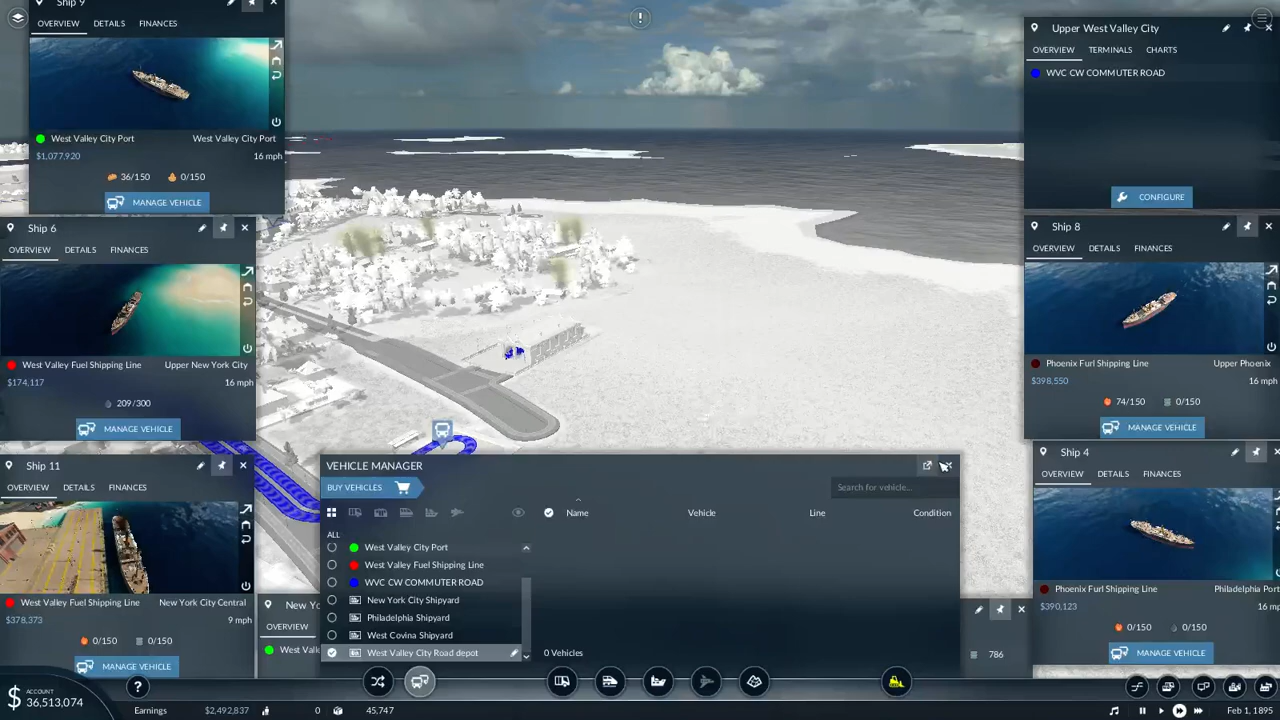 Ship 9
OVERVIEW DETAILS FINANCES
West Valley City Port West Valley City Port
$1,077,920 16 mph
36/150 0/150
MANAGE VEHICLE
Ship 6
OVERVIEW DETAILS FINANCES
West Valley Fuel Shipping Line Upper New York City
$174,117 16 mph
209/300
MANAGE VEHICLE
Ship 11
OVERVIEW DETAILS FINANCES
West Valley Fuel Shipping Line New York City Central
$378,373 9 mph
0/150 0/150
MANAGE VEHICLE
New Yo
OVERVIEW
West Vall
786
VEHICLE MANAGER
BUY VEHICLES
Search for vehicle...
Name Vehicle Line Condition
ALL
West Valley City Port
West Valley Fuel Shipping Line
WVC CW COMMUTER ROAD
New York City Shipyard
Philadelphia Shipyard
West Covina Shipyard
West Valley City Road depot
0 Vehicles
Upper West Valley City
OVERVIEW TERMINALS CHARTS
WVC CW COMMUTER ROAD
CONFIGURE
Ship 8
OVERVIEW DETAILS FINANCES
Phoenix Furl Shipping Line Upper Phoenix
$398,550 16 mph
74/150 0/150
MANAGE VEHICLE
Ship 4
OVERVIEW DETAILS FINANCES
Phoenix Furl Shipping Line Philadelphia Port
$390,123 16 mp
0/150 0/150
MANAGE VEHICLE
$ ACCOUNT
36,513,074
?
Earnings $2,492,837 0 45,747
Feb 1, 1895